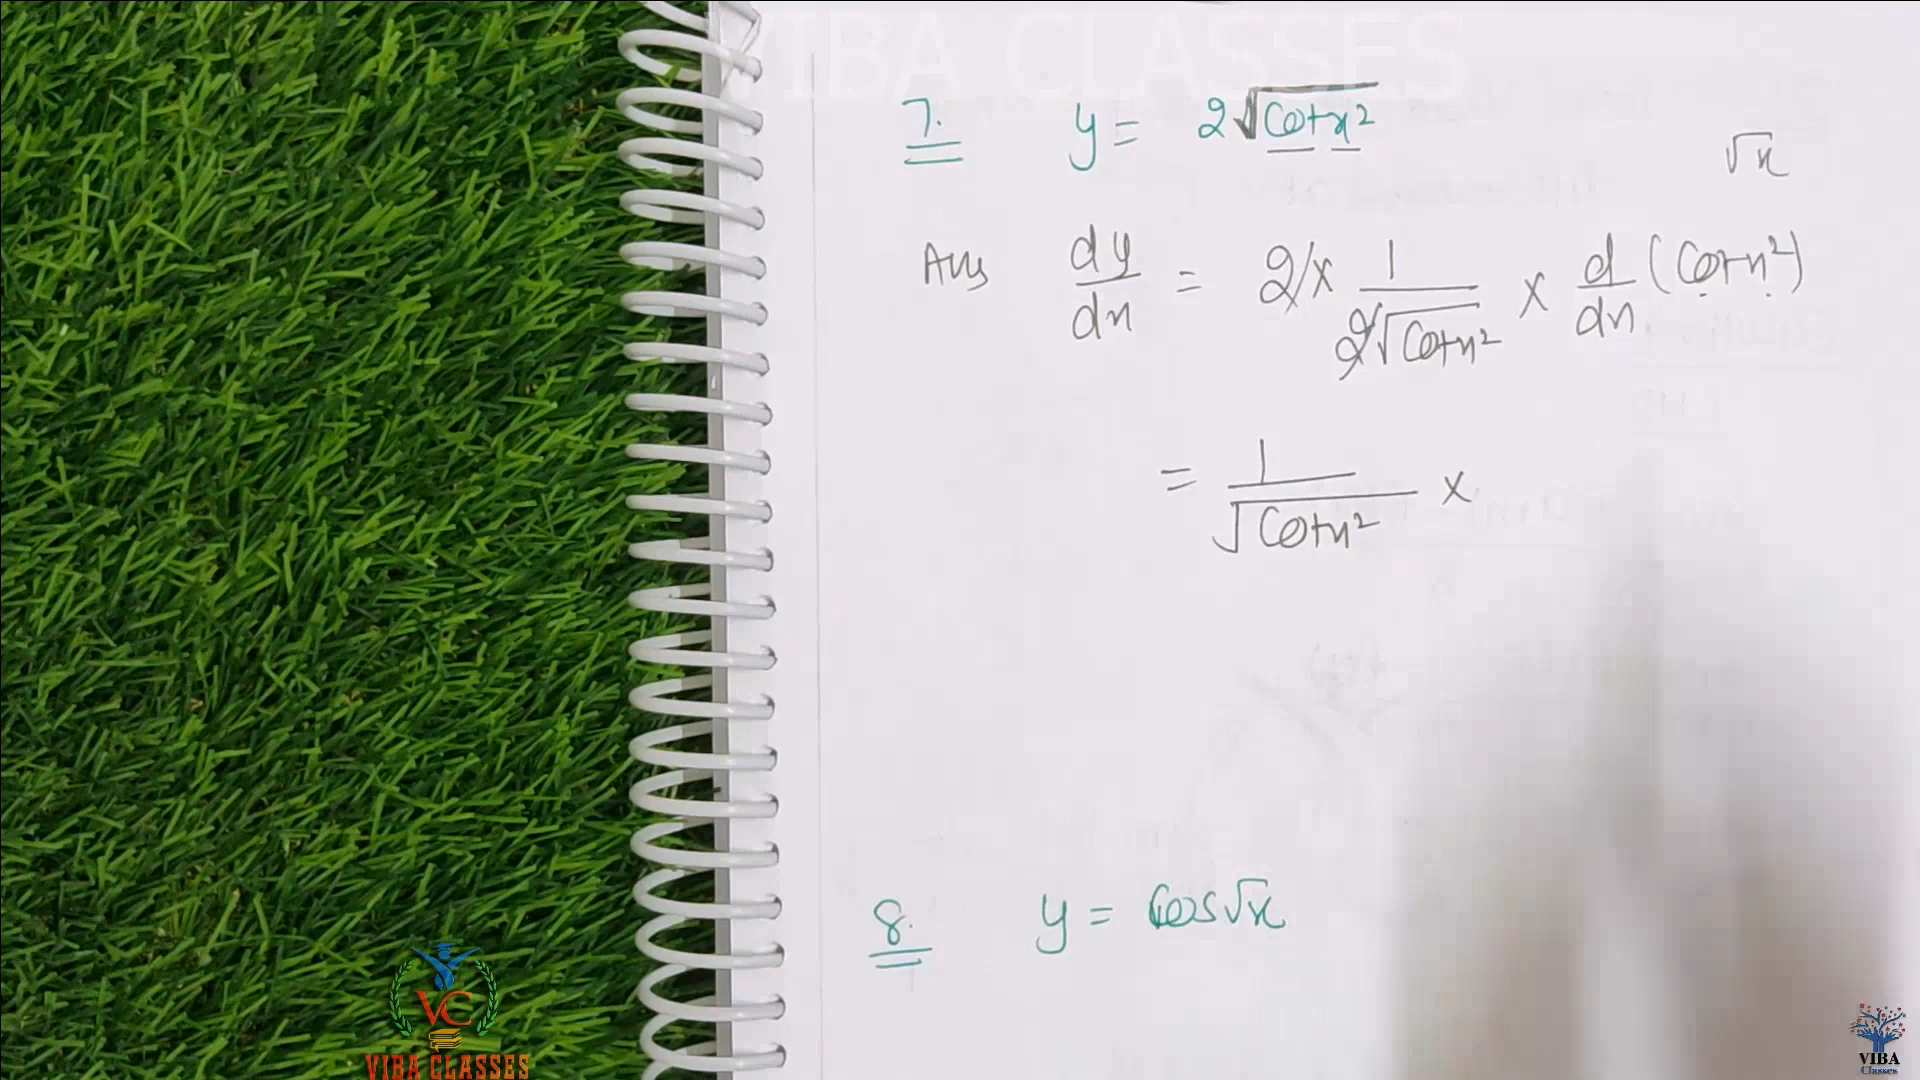 VIBA CLASSES
7. y = 2√(cot x²)
√x
Ans dy/dx = 2 × 1/(2√(cot x²)) × d/dx (cot x²)
= 1/√(cot x²) ×
8. y = Cos√x
VC
VIBA CLASSES
VIBA
Classes